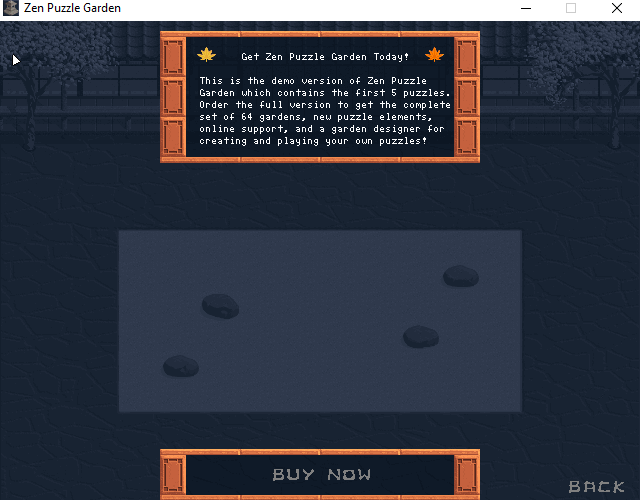 Zen Puzzle Garden
Get Zen Puzzle Garden Today!
This is the demo version of Zen Puzzle
Garden which contains the first 5 puzzles.
Order the full version to get the complete
set of 64 gardens, new puzzle elements,
online support, and a garden designer for
creating and playing your own puzzles!
BUY NOW
BACK